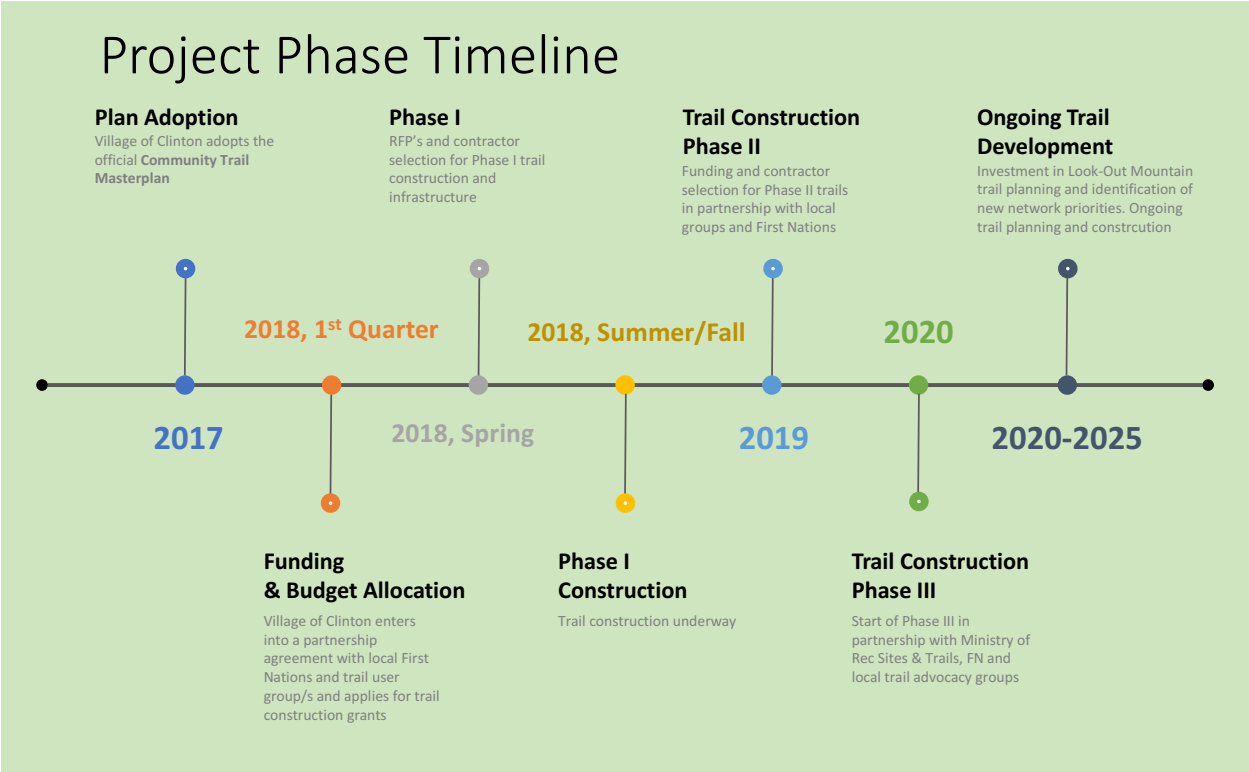 Project Phase Timeline
Plan Adoption
Village of Clinton adopts the
official Community Trail
Masterplan
Phase I
RFP's and contractor
selection for Phase I trail
construction and
infrastructure
Trail Construction
Phase II
Funding and contractor
selection for Phase II trails
in partnership with local
groups and First Nations
Ongoing Trail
Development
Investment in Look-Out Mountain
trail planning and identification of
new network priorities. Ongoing
trail planning and constrcution
2018, 1st Quarter
2018, Summer/Fall
2020
2017
2018, Spring
2019
2020-2025
Funding
& Budget Allocation
Village of Clinton enters
into a partnership
agreement with local First
Nations and trail user
group/s and applies for trail
construction grants
Phase I
Construction
Trail construction underway
Trail Construction
Phase III
Start of Phase III in
partnership with Ministry of
Rec Sites & Trails, FN and
local trail advocacy groups